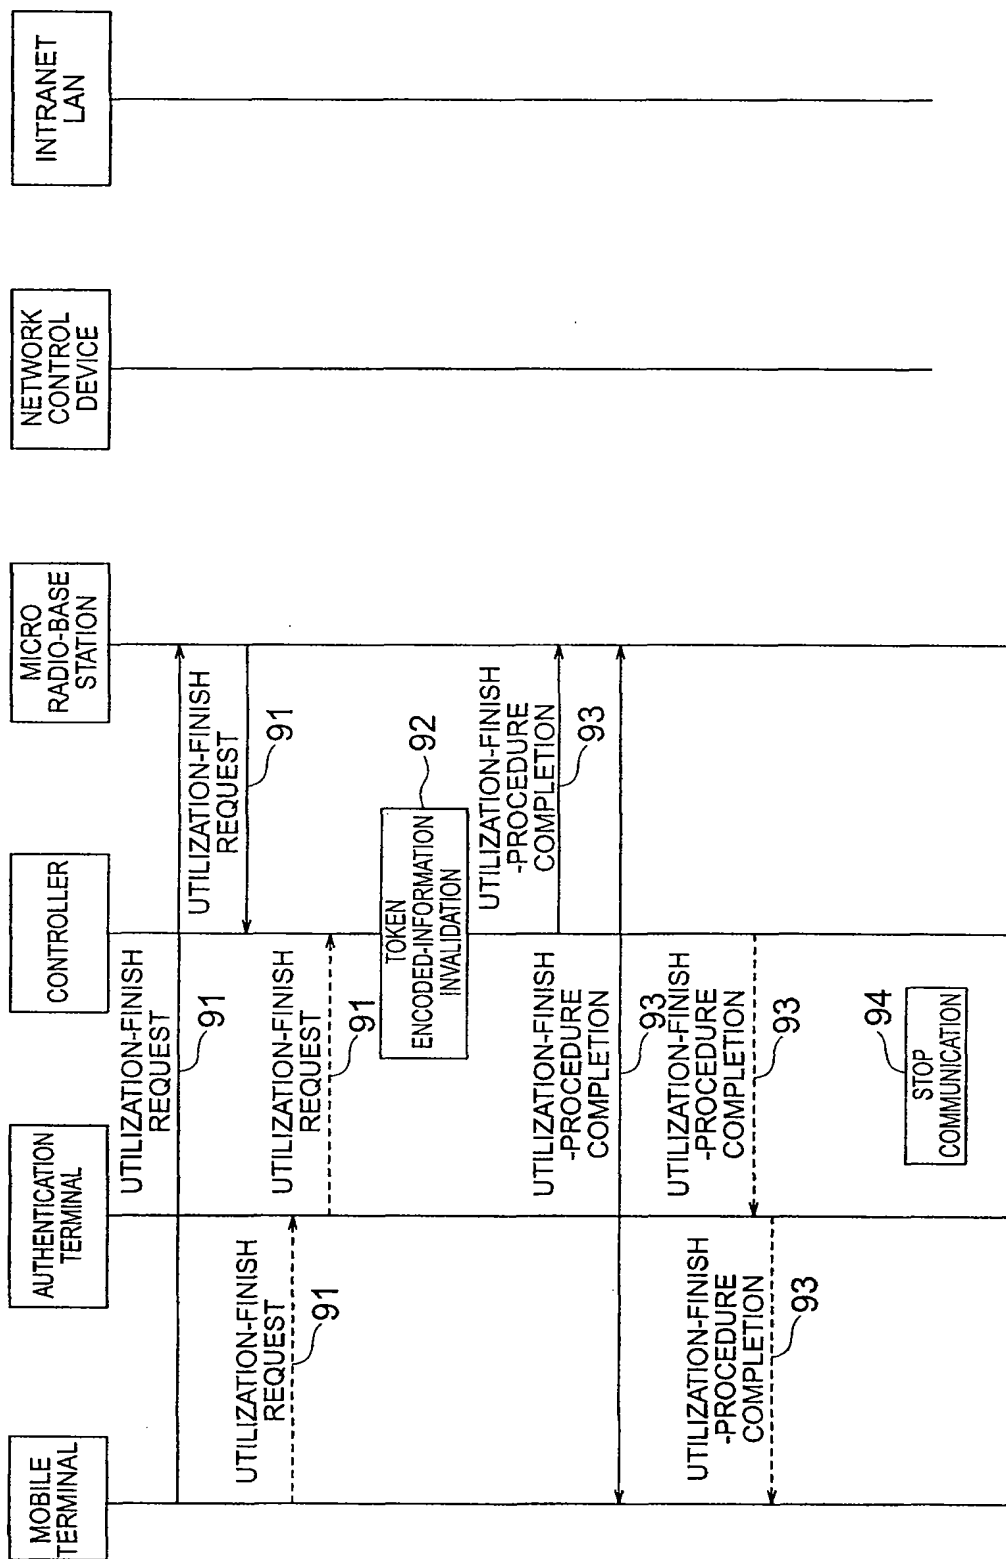 MOBILE
TERMINAL
AUTHENTICATION
TERMINAL
CONTROLLER
MICRO
RADIO-BASE
STATION
NETWORK
CONTROL
DEVICE
INTRANET
LAN
UTILIZATION-FINISH
REQUEST
91
UTILIZATION-FINISH
REQUEST
91
UTILIZATION-FINISH
REQUEST
91
UTILIZATION-FINISH
REQUEST
91
TOKEN
ENCODED-INFORMATION
INVALIDATION
92
UTILIZATION-FINISH
-PROCEDURE
COMPLETION
93
UTILIZATION-FINISH
-PROCEDURE
COMPLETION
93
UTILIZATION-FINISH
-PROCEDURE
COMPLETION
93
UTILIZATION-FINISH
-PROCEDURE
COMPLETION
93
STOP
COMMUNICATION
94